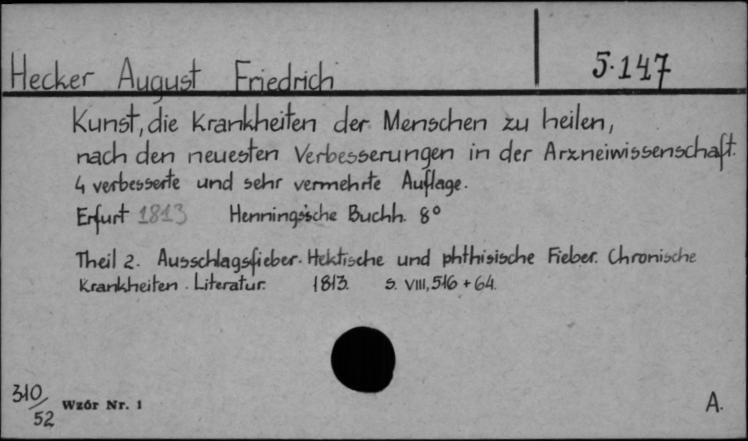 Hecker August Friedrich
5.147
Kunst, die Krankheiten der Menschen zu heilen,
nach den neuesten Verbesserungen in der Arzneiwissenschaft.
4 verbesserte und sehr vermehrte Auflage.
Erfurt 1813 Henningssche Buchh. 8°
Theil 2. Ausschlagsfieber. Hektische und phthisische Fieber. Chronische
Krankheiten. Literatur. 1813. S. VIII, 516 + 64.
310/52
Wzór Nr. 1
A.